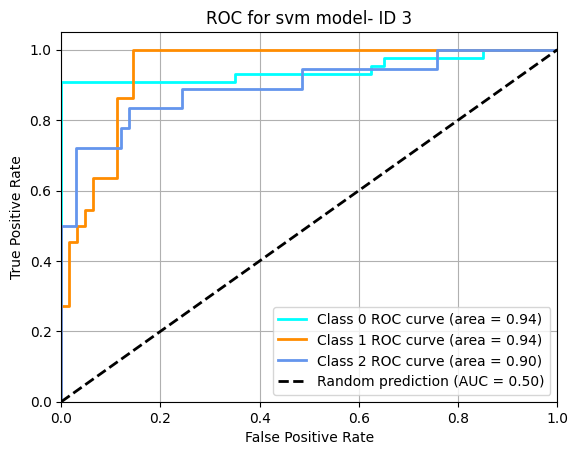 ROC for svm model- ID 3
True Positive Rate
1.0
0.8
0.6
0.4
0.2
0.0
0.0 0.2 0.4 0.6 0.8 1.0
False Positive Rate
Class 0 ROC curve (area = 0.94)
Class 1 ROC curve (area = 0.94)
Class 2 ROC curve (area = 0.90)
Random prediction (AUC = 0.50)